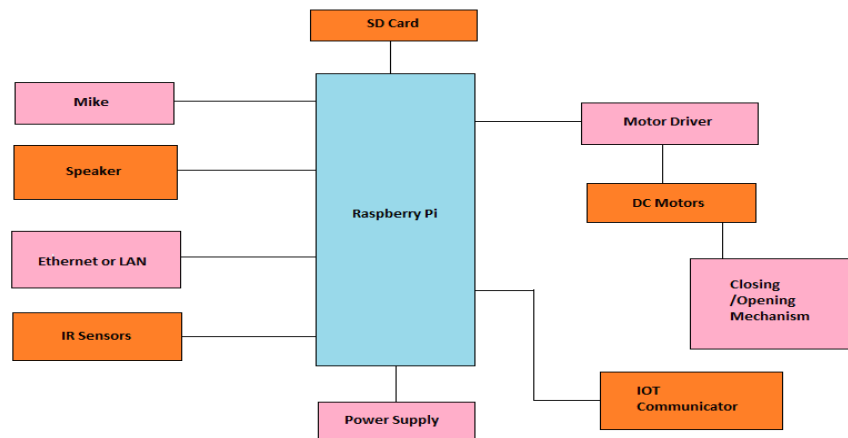 SD Card
Mike
Motor Driver
Speaker
DC Motors
Raspberry Pi
Ethernet or LAN
Closing
/Opening
Mechanism
IR Sensors
IOT
Communicator
Power Supply